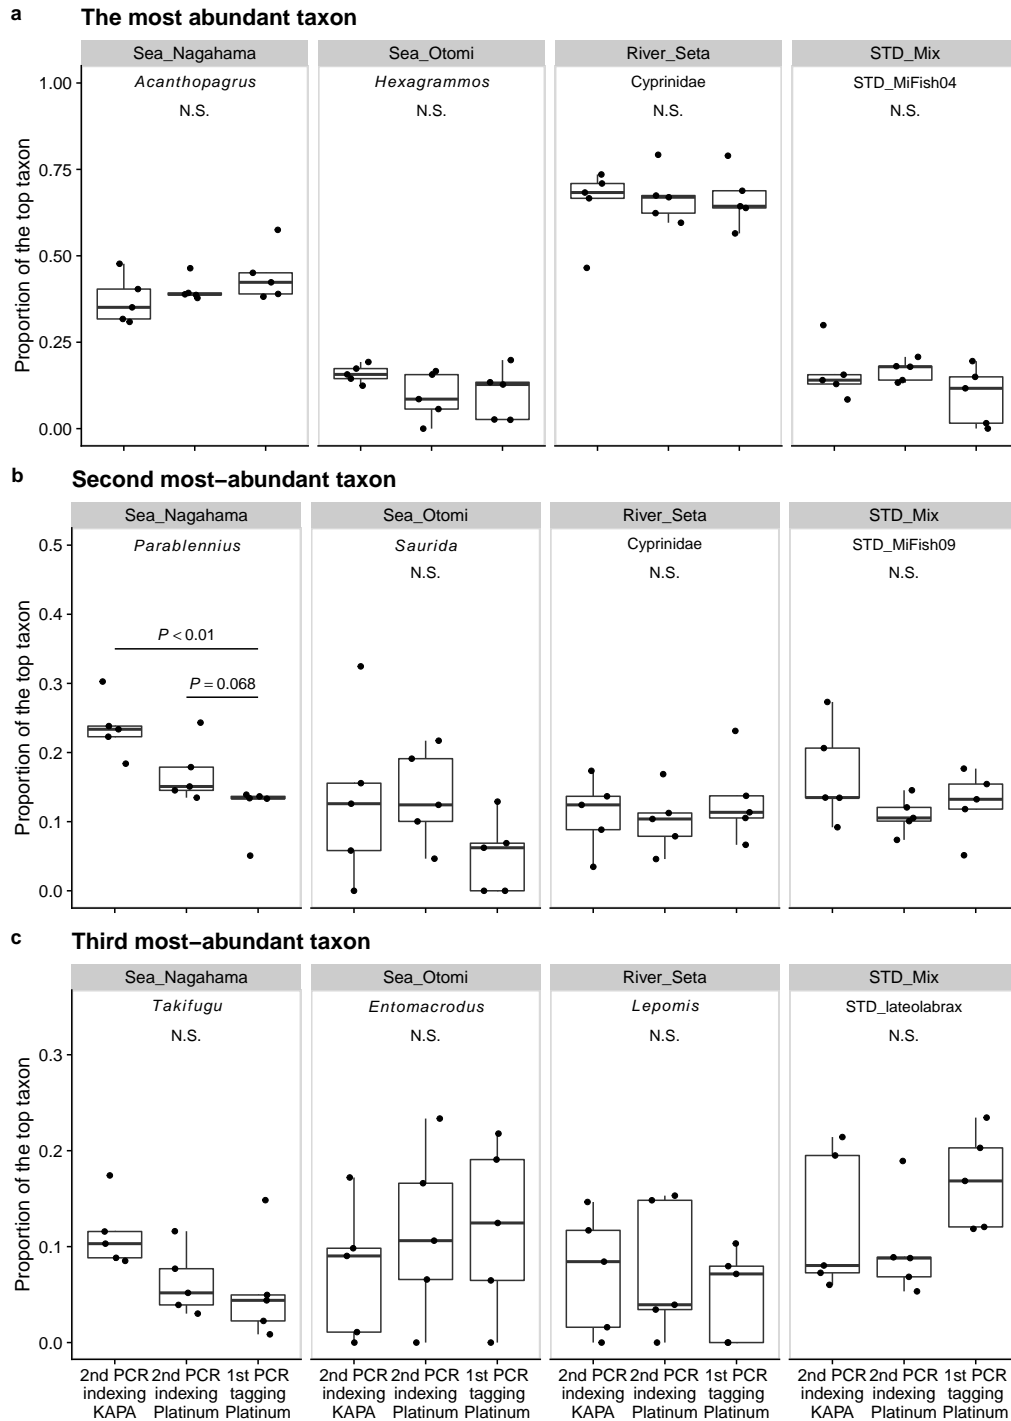 a The most abundant taxon
Sea_Nagahama Sea_Otomi River_Seta STD_Mix
Acanthopagrus Hexagrammos Cyprinidae STD_MiFish04
N.S. N.S. N.S. N.S.
Proportion of the top taxon
1.00
0.75
0.50
0.25
0.00
b Second most−abundant taxon
Sea_Nagahama Sea_Otomi River_Seta STD_Mix
Parablennius Saurida Cyprinidae STD_MiFish09
N.S. N.S. N.S.
P < 0.01
P = 0.068
Proportion of the top taxon
0.5
0.4
0.3
0.2
0.1
0.0
c Third most−abundant taxon
Sea_Nagahama Sea_Otomi River_Seta STD_Mix
Takifugu Entomacrodus Lepomis STD_lateolabrax
N.S. N.S. N.S. N.S.
Proportion of the top taxon
0.3
0.2
0.1
0.0
2nd PCR 2nd PCR 1st PCR 2nd PCR 2nd PCR 1st PCR 2nd PCR 2nd PCR 1st PCR 2nd PCR 2nd PCR 1st PCR
indexing indexing tagging indexing indexing tagging indexing indexing tagging indexing indexing tagging
KAPA Platinum Platinum KAPA Platinum Platinum KAPA Platinum Platinum KAPA Platinum Platinum